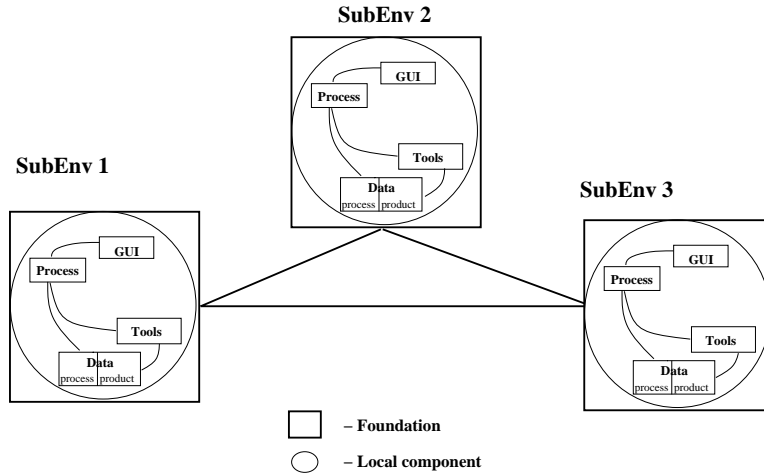 SubEnv 2
GUI
Process
Tools
Data
process product
SubEnv 1
GUI
Process
Tools
Data
process product
SubEnv 3
GUI
Process
Tools
Data
process product
– Foundation
– Local component